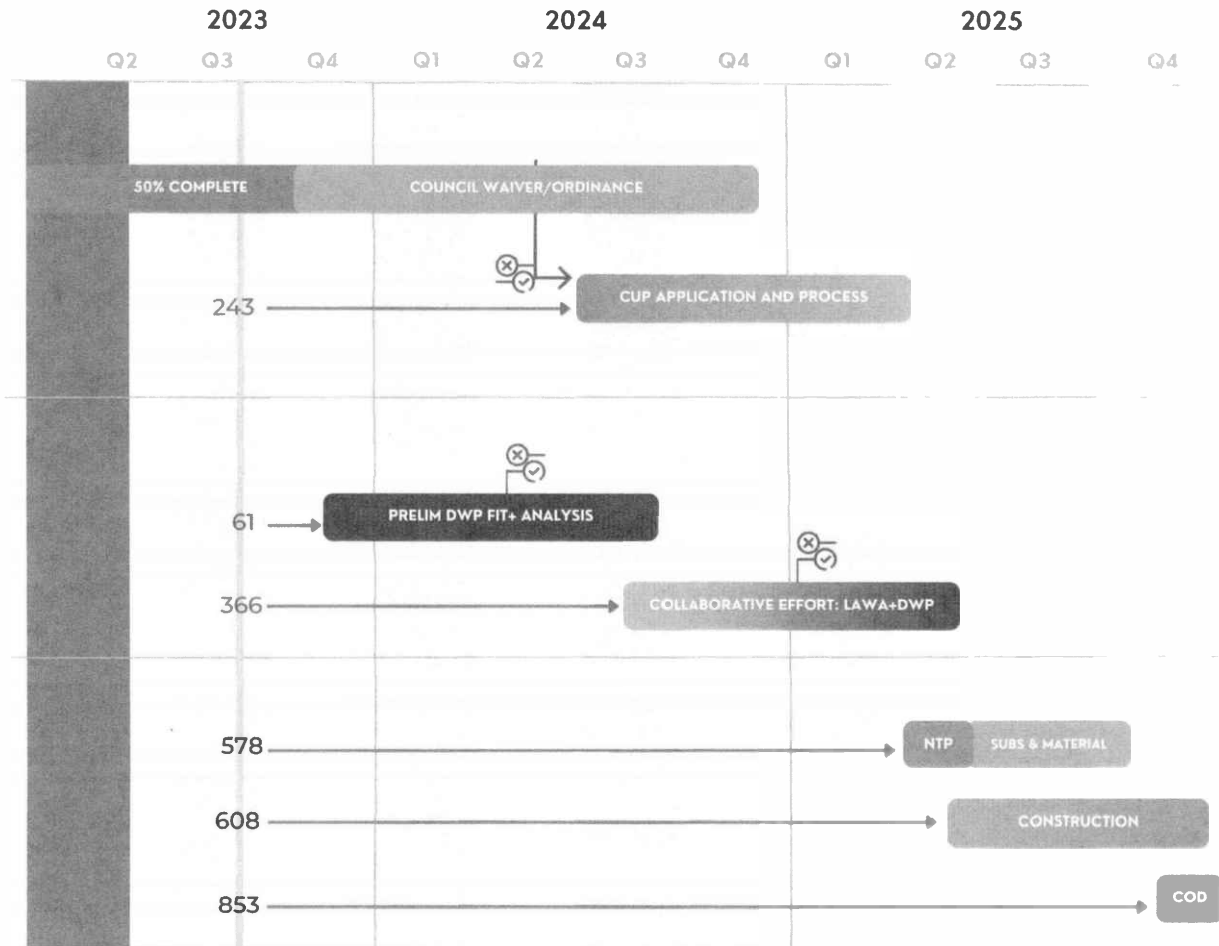 2023 2024 2025
Q2 Q3 Q4 Q1 Q2 Q3 Q4 Q1 Q2 Q3 Q4
50% COMPLETE COUNCIL WAIVER/ORDINANCE
243 CUP APPLICATION AND PROCESS
61 PRELIM DWP FIT+ ANALYSIS
366 COLLABORATIVE EFFORT: LAWA+DWP
578 NTP SUBS & MATERIAL
608 CONSTRUCTION
853 COD